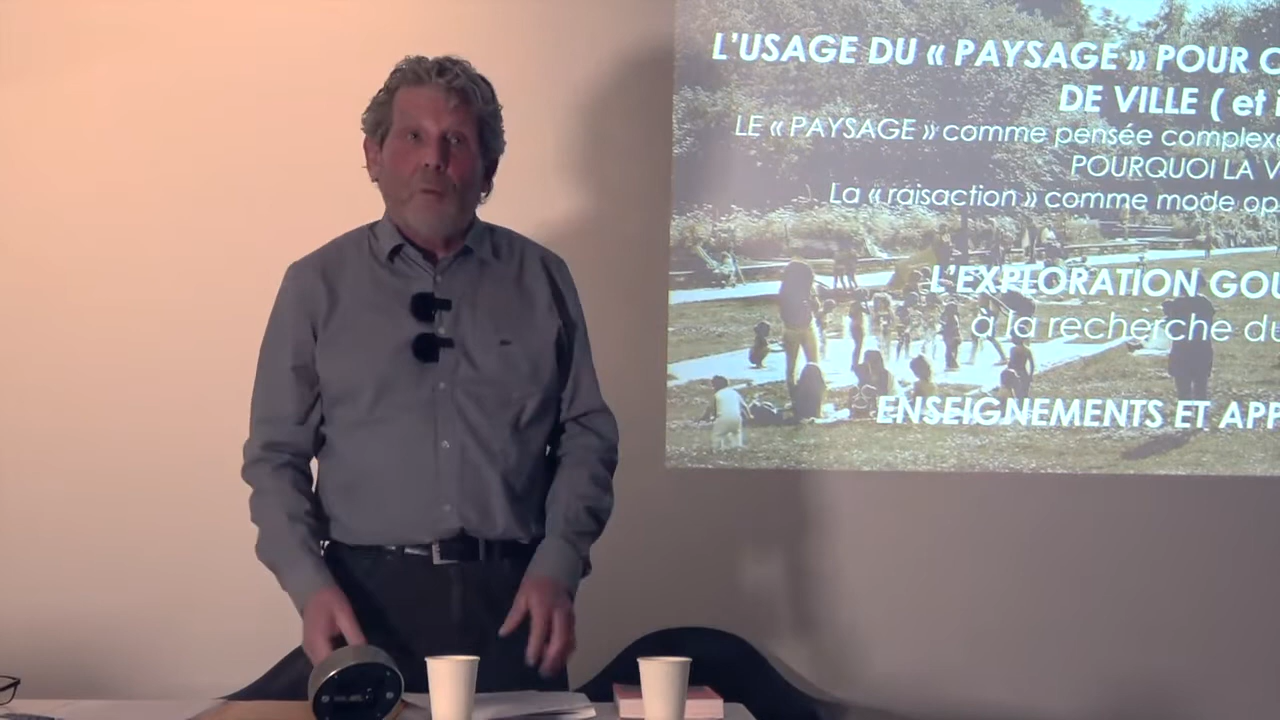 L'USAGE DU « PAYSAGE » POUR C
DE VILLE ( et
LE « PAYSAGE » comme pensée complexe
POURQUOI LA V
La « raisaction » comme mode op
L'EXPLORATION GOU
à la recherche du
ENSEIGNEMENTS ET APP